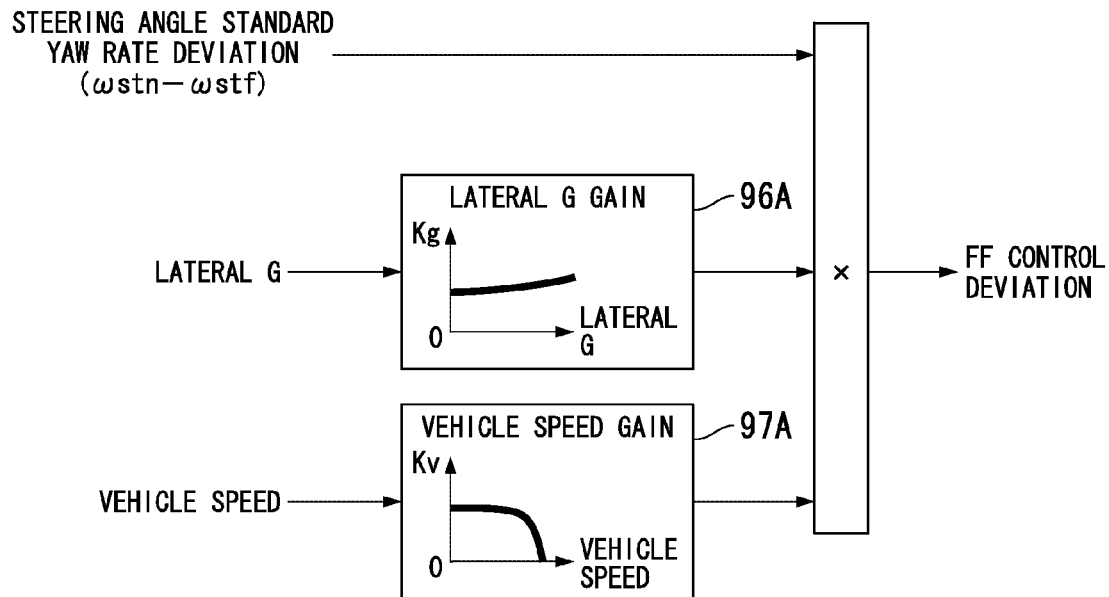 STEERING ANGLE STANDARD
YAW RATE DEVIATION
(ωstn−ωstf)
LATERAL G GAIN
96A
Kg
LATERAL G
0
LATERAL
G
×
FF CONTROL
DEVIATION
VEHICLE SPEED GAIN
97A
Kv
VEHICLE SPEED
0
VEHICLE
SPEED